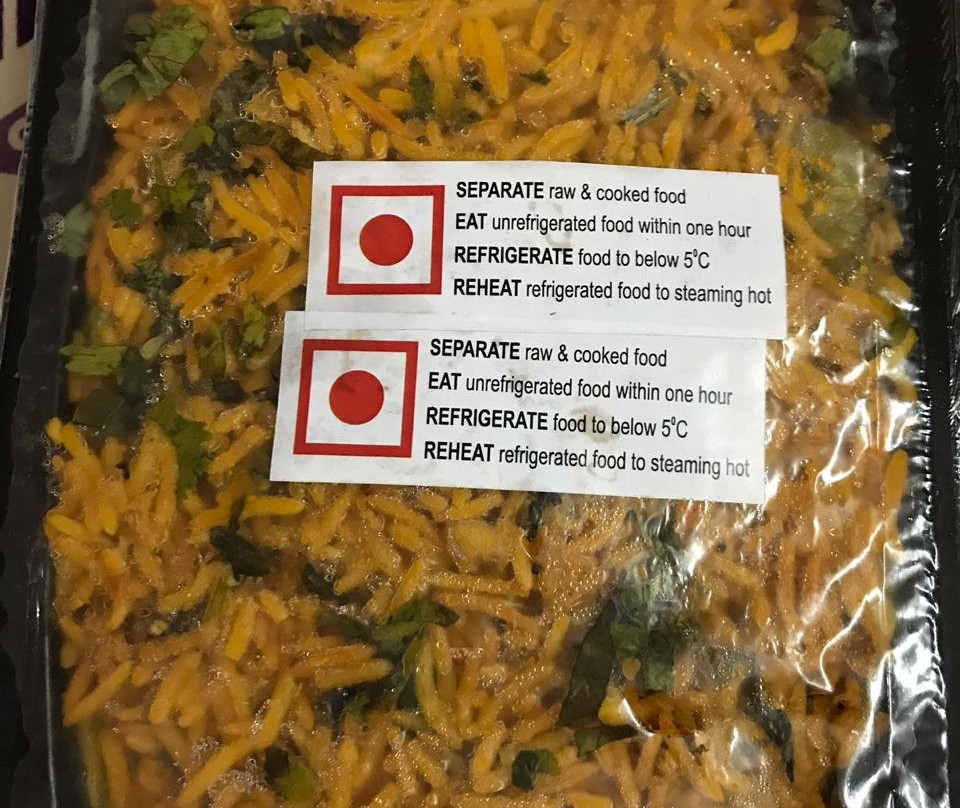 SEPARATE raw & cooked food
EAT unrefrigerated food within one hour
REFRIGERATE food to below 5°C
REHEAT refrigerated food to steaming hot
SEPARATE raw & cooked food
EAT unrefrigerated food within one hour
REFRIGERATE food to below 5°C
REHEAT refrigerated food to steaming hot